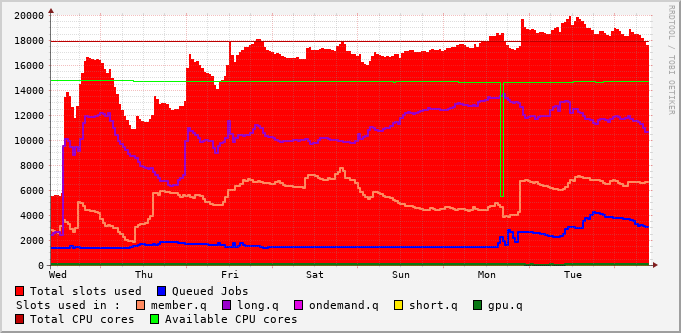 20000
18000
16000
14000
12000
10000
8000
6000
4000
2000
0
Wed Thu Fri Sat Sun Mon Tue
RRDTOOL / TOBI OETIKER
Total slots used Queued Jobs
Slots used in : member.q long.q ondemand.q short.q gpu.q
Total CPU cores Available CPU cores